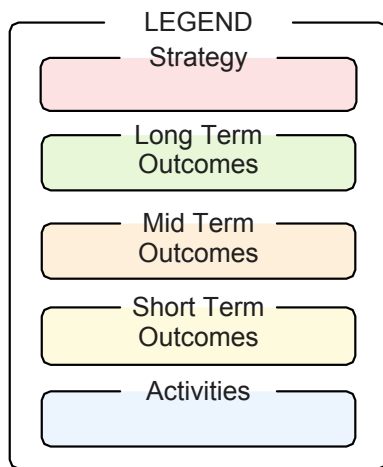 LEGEND
Strategy
Long Term
Outcomes
Mid Term
Outcomes
Short Term
Outcomes
Activities